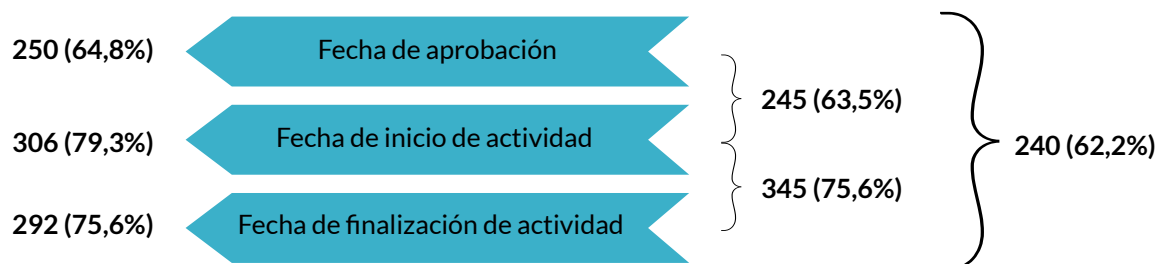 250 (64,8%)
Fecha de aprobación
245 (63,5%)
306 (79,3%)
Fecha de inicio de actividad
240 (62,2%)
345 (75,6%)
292 (75,6%)
Fecha de finalización de actividad